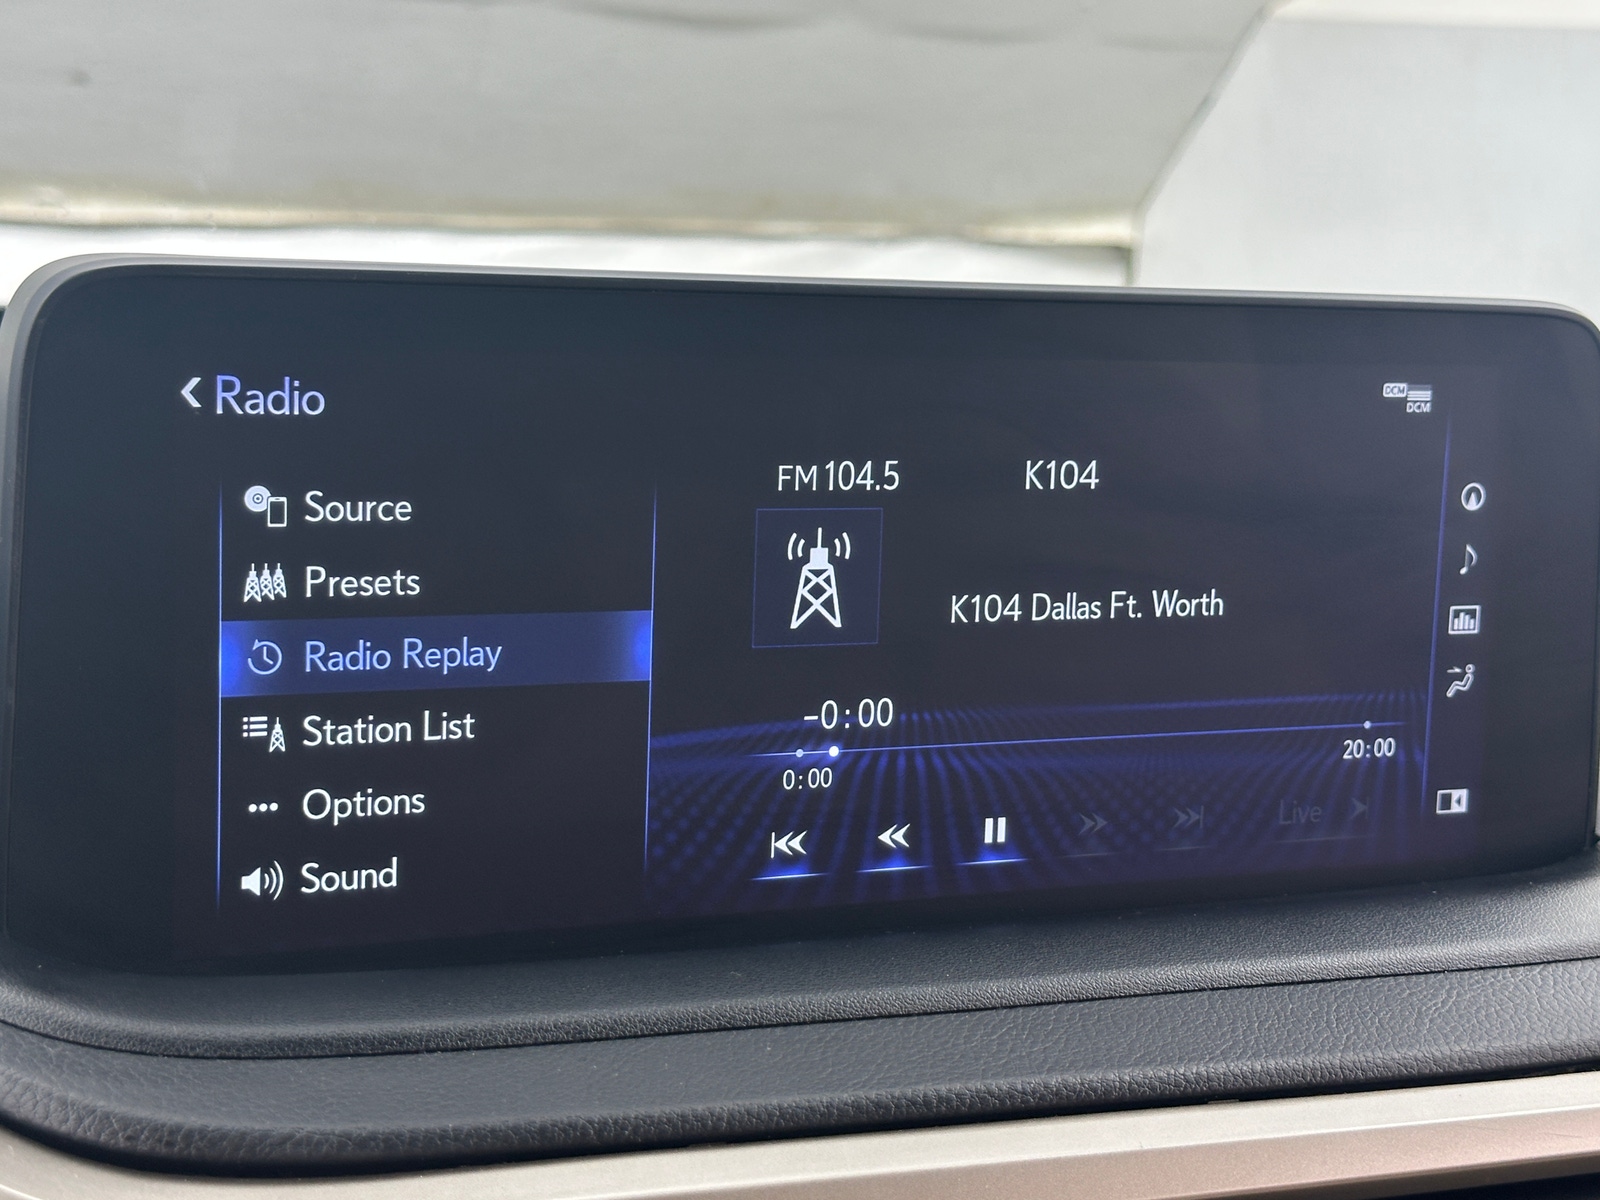 Radio
DCM
DCM
Source
Presets
Radio Replay
Station List
Options
Sound
FM 104.5
K104
K104 Dallas Ft. Worth
-0:00
0:00
20:00
Live